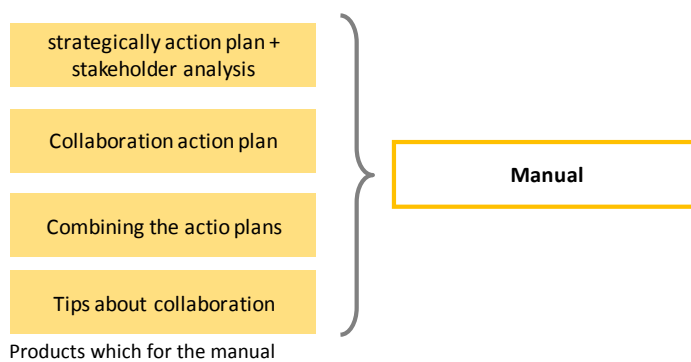 strategically action plan +
stakeholder analysis
Collaboration action plan
Combining the actio plans
Tips about collaboration
Manual
Products which for the manual